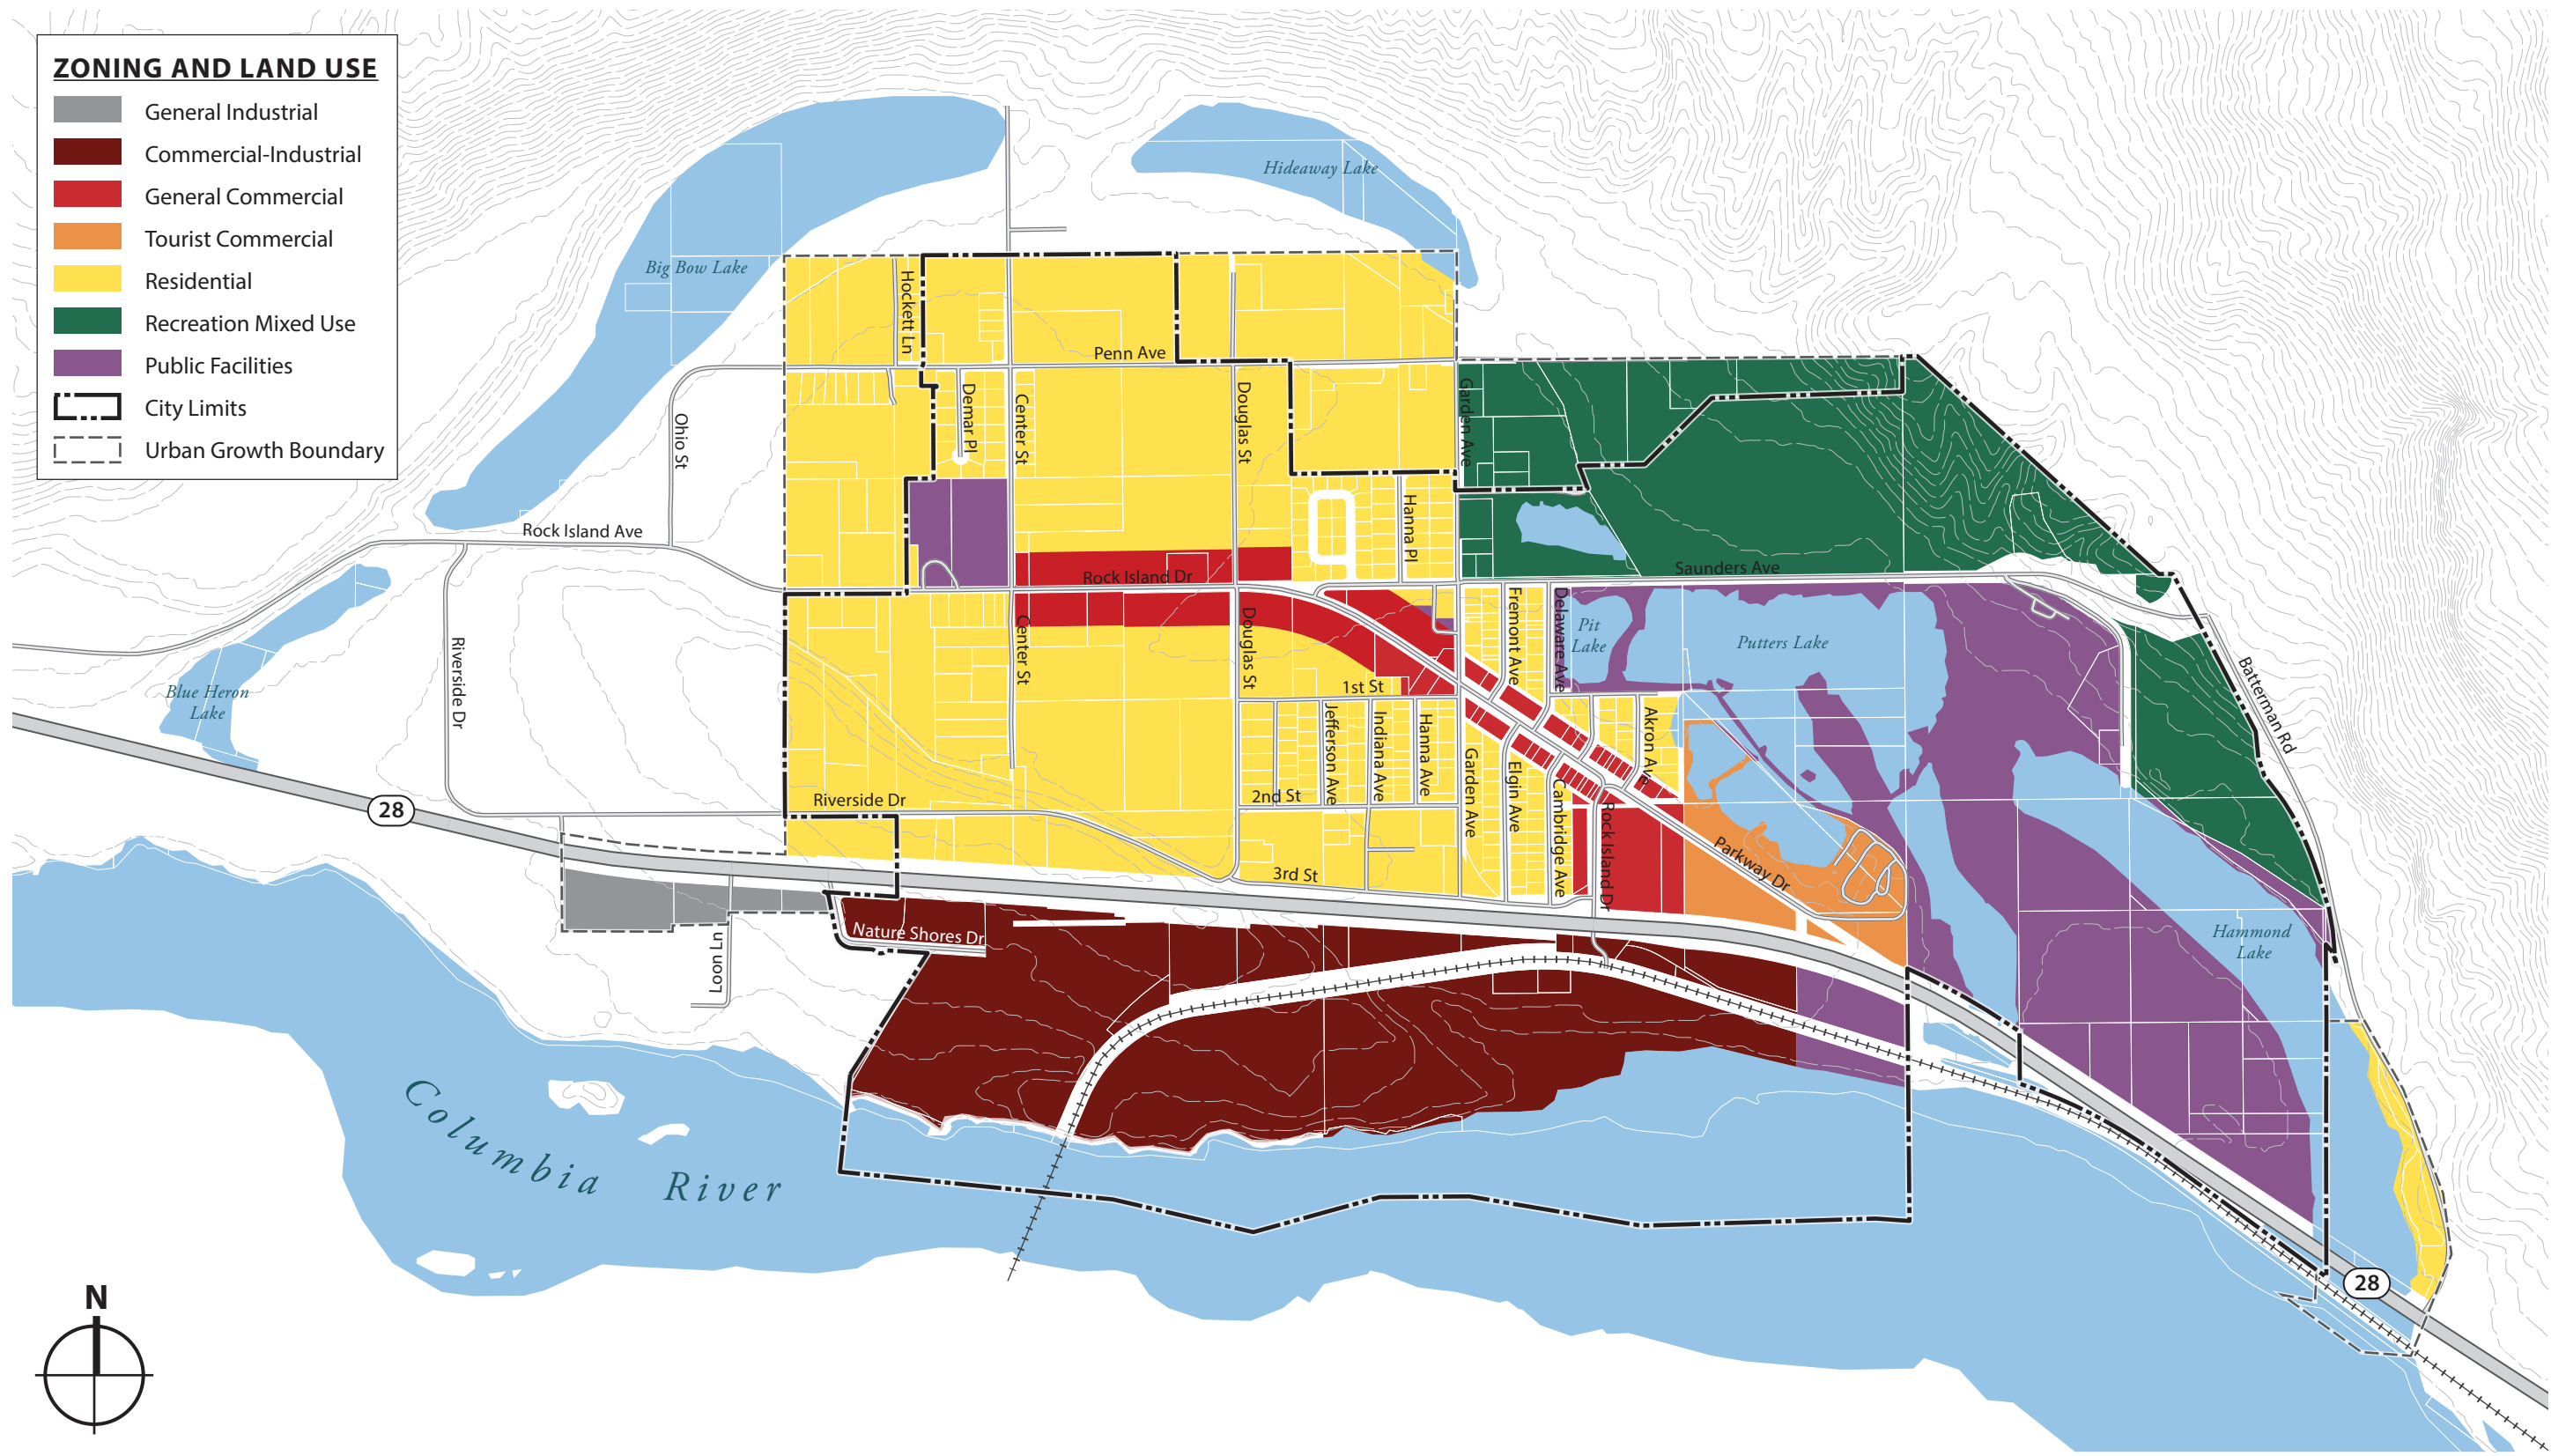 ZONING AND LAND USE
General Industrial
Commercial-Industrial
General Commercial
Tourist Commercial
Residential
Recreation Mixed Use
Public Facilities
City Limits
Urban Growth Boundary
Hideaway Lake
Big Bow Lake
Hockett Ln
Penn Ave
Demar Pl
Center St
Douglas St
Garden Ave
Ohio St
Hanna Pl
Rock Island Ave
Rock Island Dr
Saunders Ave
Fremont Ave
Delaware Ave
Pit
Lake
Putters Lake
Center St
Douglas St
Riverside Dr
Blue Heron
Lake
Batterman Rd
1st St
Jefferson Ave
Indiana Ave
Hanna Ave
Akron Ave
Garden Ave
Elgin Ave
Cambridge Ave
Rock Island Dr
28
Riverside Dr
2nd St
Parkway Dr
3rd St
Nature Shores Dr
Loon Ln
Hammond
Lake
Columbia River
28
N